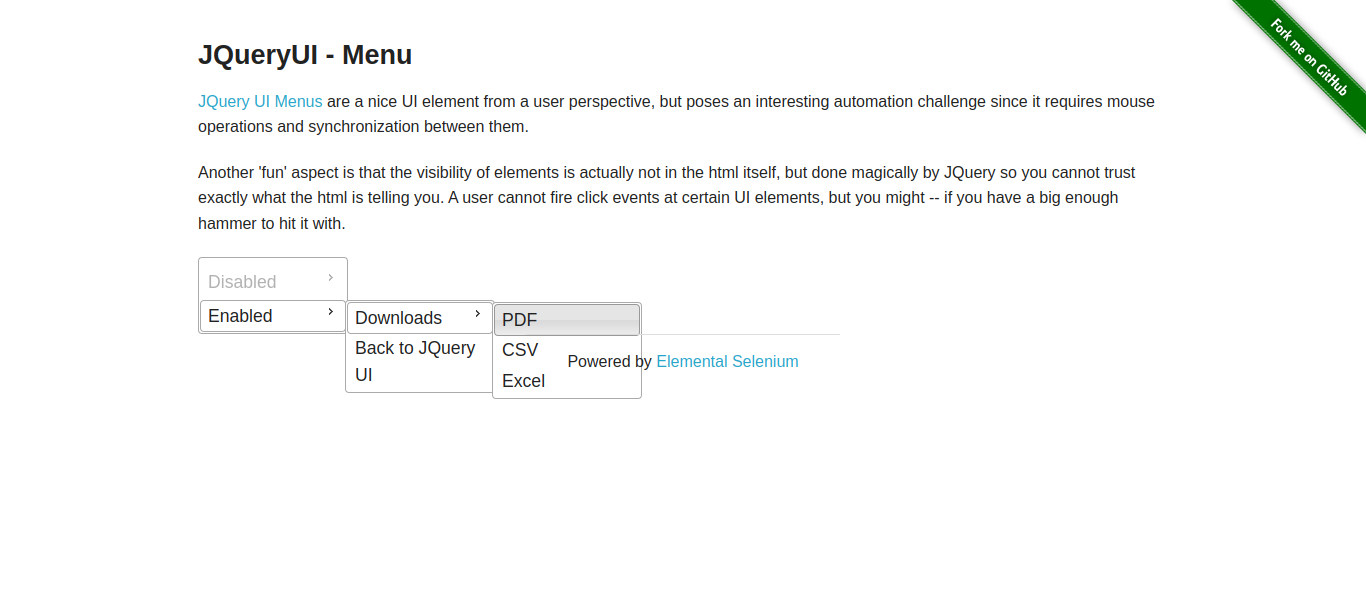 Fork me on GitHub
JQueryUI - Menu
JQuery UI Menus are a nice UI element from a user perspective, but poses an interesting automation challenge since it requires mouse
operations and synchronization between them.
Another 'fun' aspect is that the visibility of elements is actually not in the html itself, but done magically by JQuery so you cannot trust
exactly what the html is telling you. A user cannot fire click events at certain UI elements, but you might -- if you have a big enough
hammer to hit it with.
Disabled
Enabled
Downloads
Back to JQuery
UI
PDF
CSV
Excel
Powered by Elemental Selenium